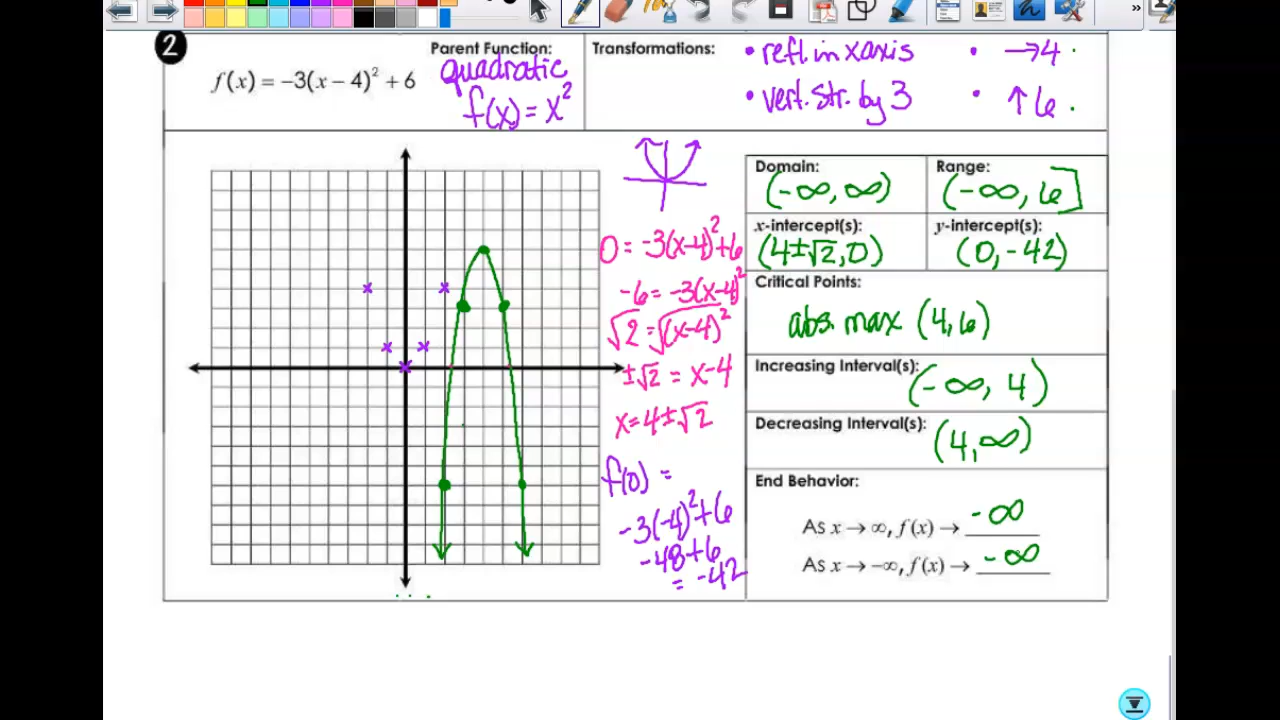 2
f(x) = −3(x − 4)² + 6
Parent Function:
quadratic
f(x) = x²
Transformations:
• refl. in x axis
• vert. str. by 3
• → 4
• ↑ 6
0 = -3(x-4)² + 6
-6 = -3(x-4)²
√2 = √(x-4)²
±√2 = x-4
x = 4 ± √2
f(0) =
-3(-4)² + 6
-48 + 6
= -42
Domain:
(-∞, ∞)
Range:
(-∞, 6]
x-intercept(s):
(4±√2, 0)
y-intercept(s):
(0, -42)
Critical Points:
abs. max (4, 6)
Increasing Interval(s):
(-∞, 4)
Decreasing Interval(s):
(4, ∞)
End Behavior:
As x → ∞, f(x) → -∞
As x → −∞, f(x) → -∞